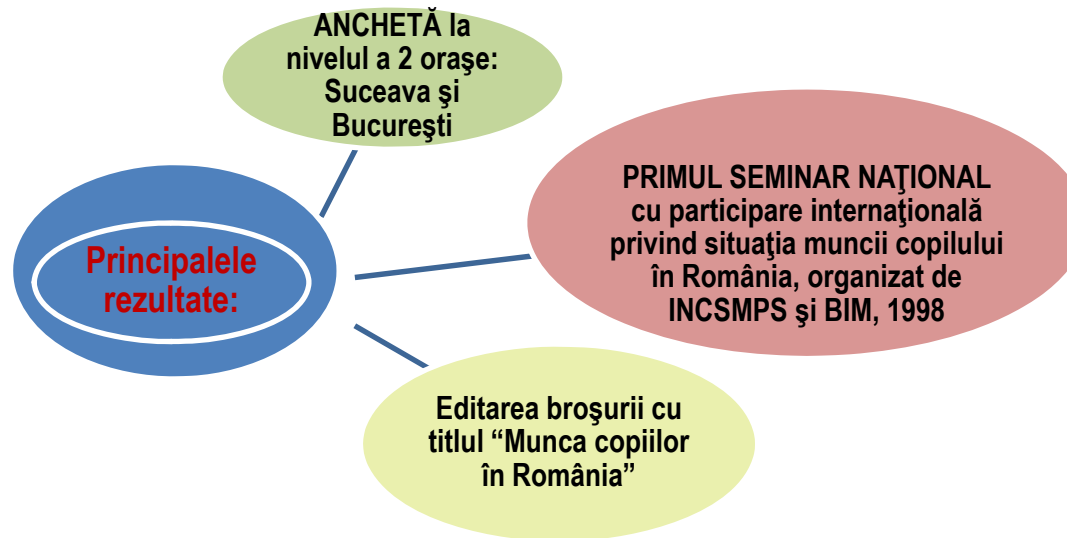 ANCHETĂ la
nivelul a 2 oraşe:
Suceava şi
Bucureşti
Principalele
rezultate:
PRIMUL SEMINAR NAŢIONAL
cu participare internaţională
privind situaţia muncii copilului
în România, organizat de
INCSMPS şi BIM, 1998
Editarea broşurii cu
titlul “Munca copiilor
în România”